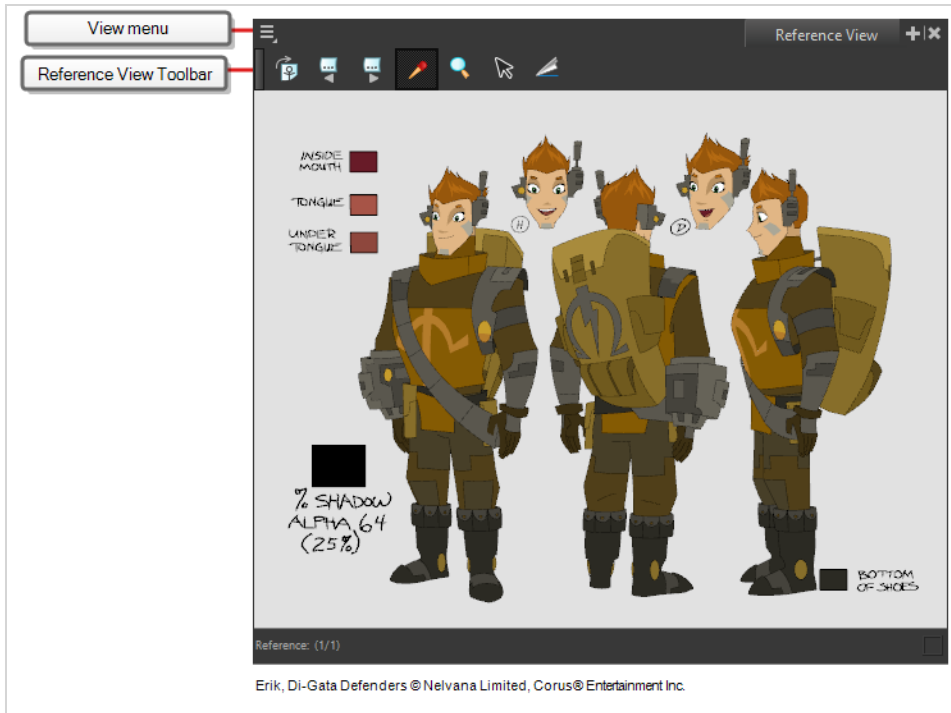 View menu
Reference View
Reference View Toolbar
INSIDE
MOUTH
TONGUE
UNDER
TONGUE
H
D
% SHADOW
ALPHA 64
(25%)
BOTTOM
OF SHOES
Reference: (1/1)
Erik, Di-Gata Defenders © Nelvana Limited, Corus® Entertainment Inc.